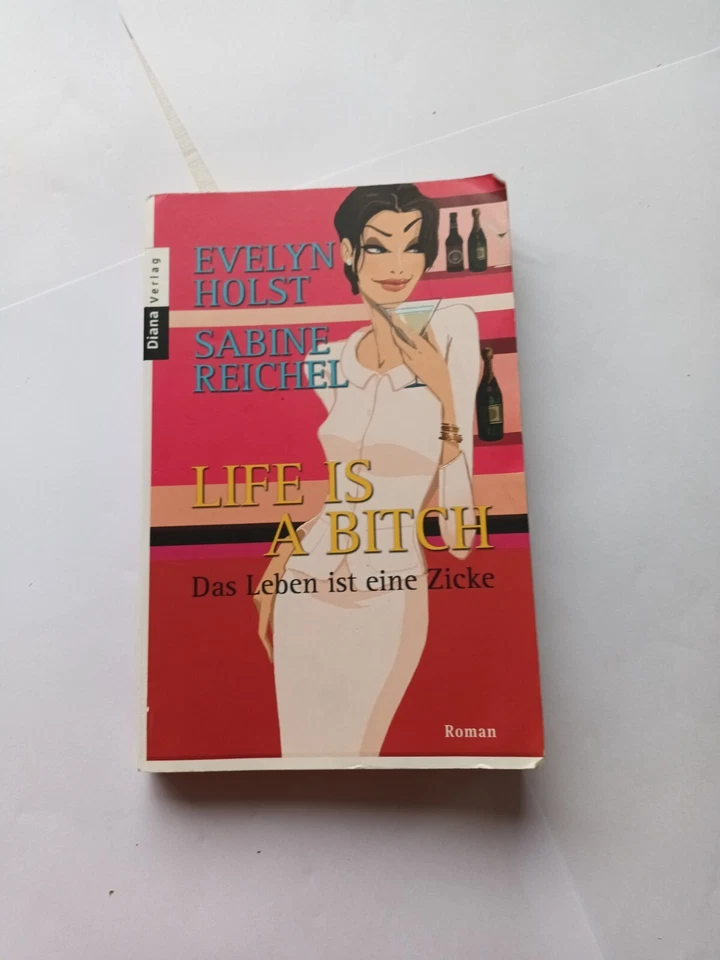 EVELYN
HOLST
SABINE
REICHEL
Diana Verlag
LIFE IS
A BITCH
Das Leben ist eine Zicke
Roman